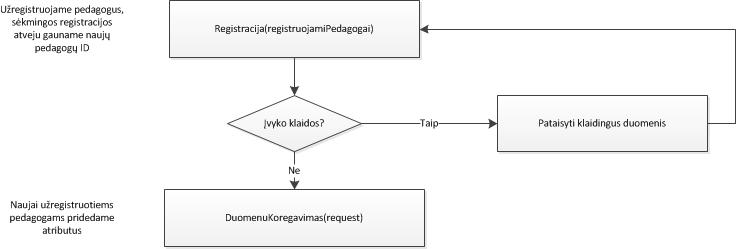 Užregistruojame pedagogus,
sėkmingos registracijos
atveju gauname naujų
pedagogų ID
Registracija(registruojamiPedagogai)
Įvyko klaidos?
Taip
Pataisyti klaidingus duomenis
Ne
Naujai užregistruotiems
pedagogams pridedame
atributus
DuomenuKoregavimas(request)